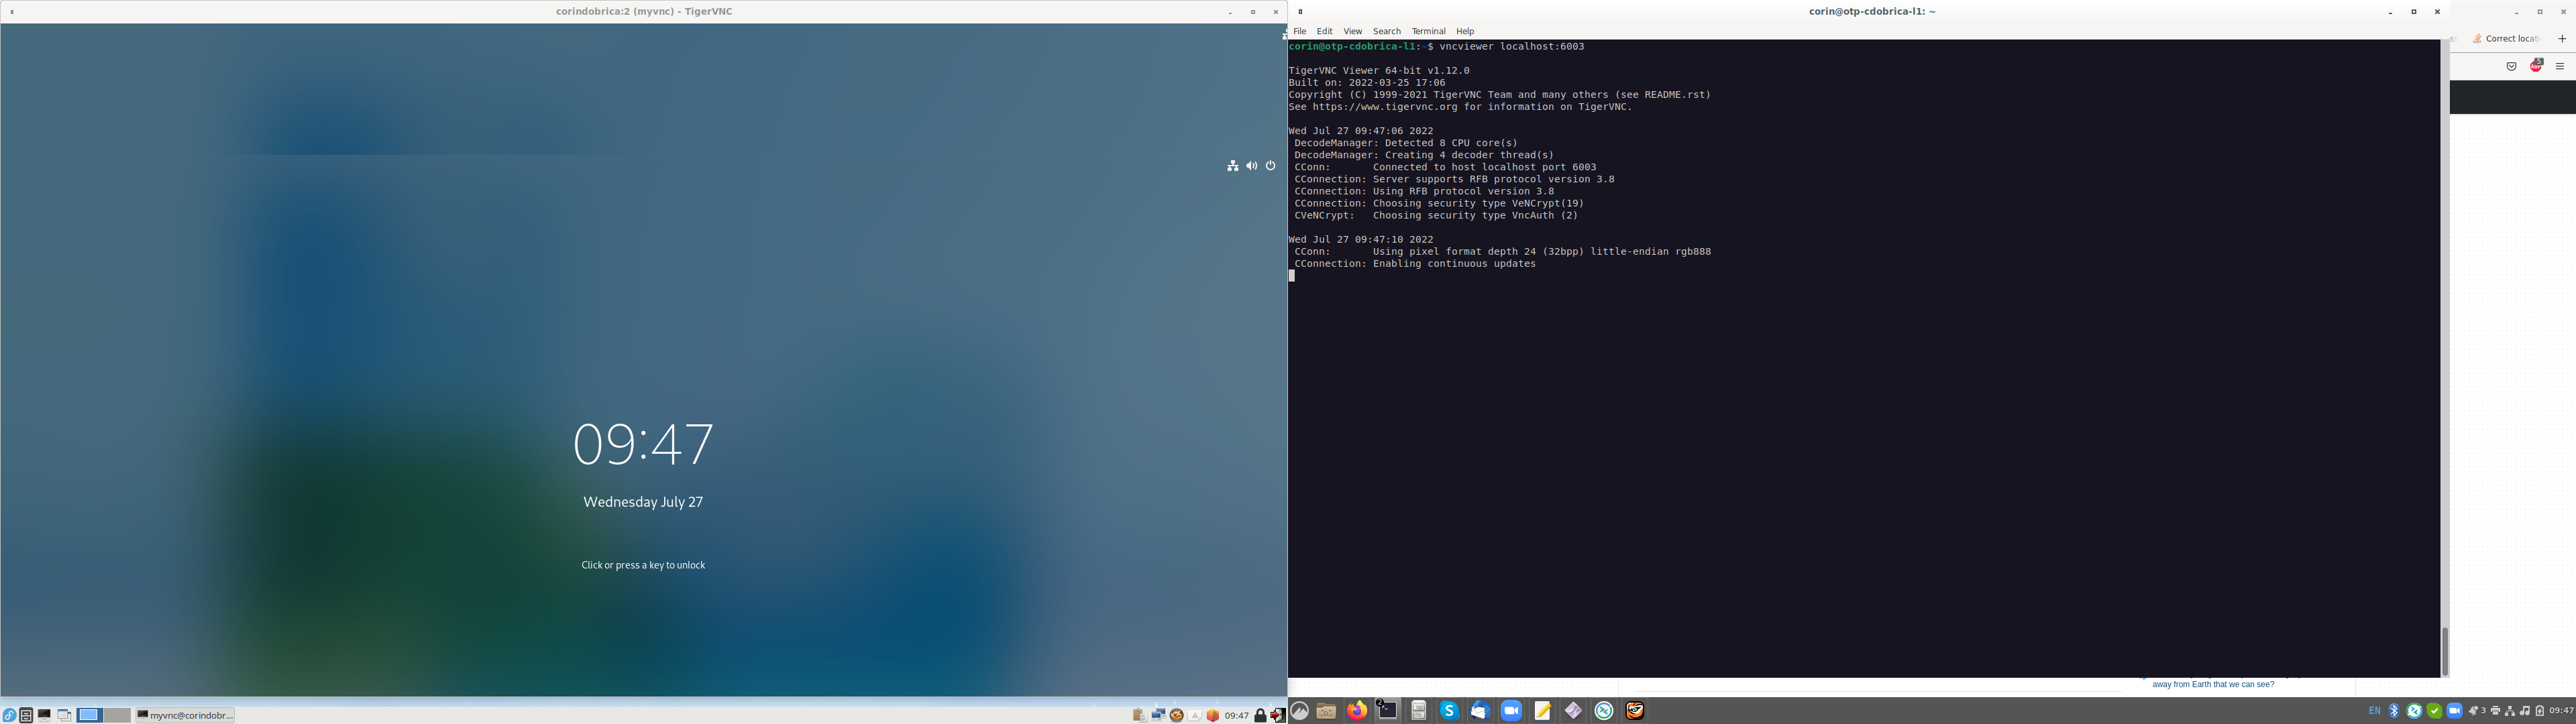 corindobrica:2 (myvnc) - TigerVNC
09:47
Wednesday July 27
Click or press a key to unlock
myvnc@corindobr...
09:47
corin@otp-cdobrica-l1: ~
File Edit View Search Terminal Help
corin@otp-cdobrica-l1:~$ vncviewer localhost:6003
TigerVNC Viewer 64-bit v1.12.0
Built on: 2022-03-25 17:06
Copyright (C) 1999-2021 TigerVNC Team and many others (see README.rst)
See https://www.tigervnc.org for information on TigerVNC.
Wed Jul 27 09:47:06 2022
DecodeManager: Detected 8 CPU core(s)
DecodeManager: Creating 4 decoder thread(s)
CConn: Connected to host localhost port 6003
CConnection: Server supports RFB protocol version 3.8
CConnection: Using RFB protocol version 3.8
CConnection: Choosing security type VeNCrypt(19)
CVeNCrypt: Choosing security type VncAuth (2)
Wed Jul 27 09:47:10 2022
CConn: Using pixel format depth 24 (32bpp) little-endian rgb888
CConnection: Enabling continuous updates
Correct locat
away from Earth that we can see?
EN
3
09:47